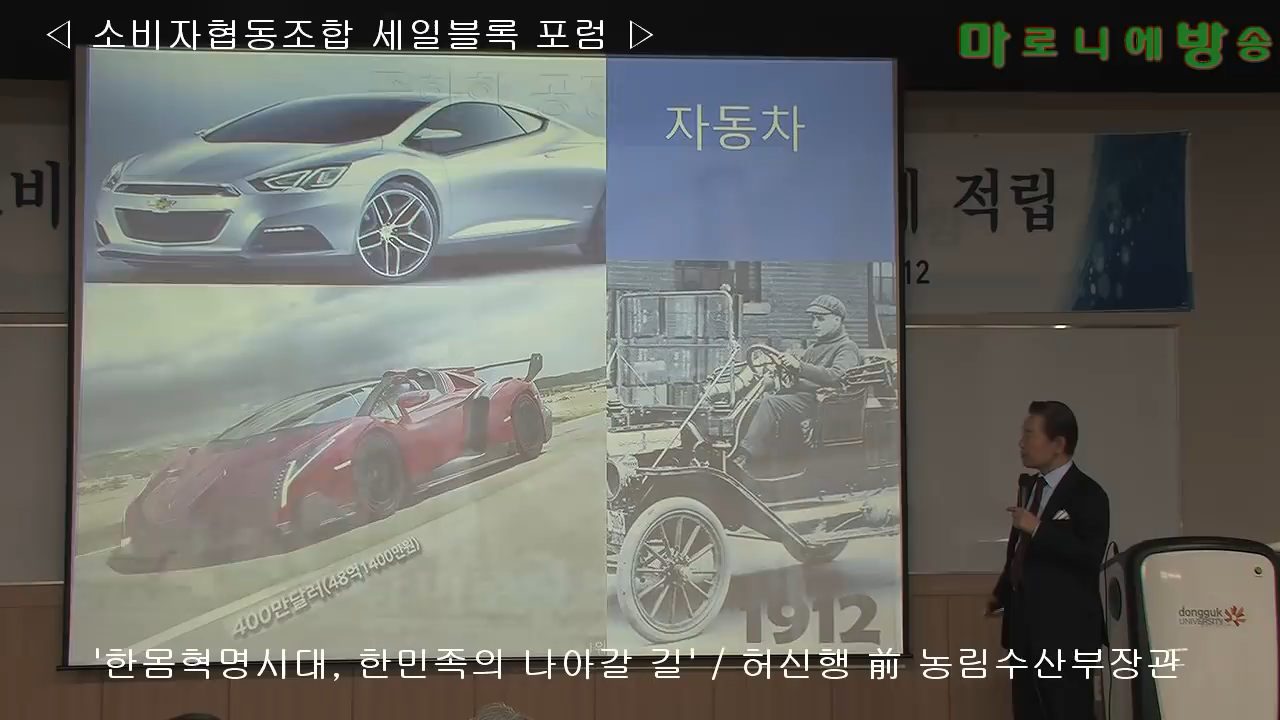 ◁ 소비자협동조합 세일블록 포럼 ▷
마로니에방송
자동차
비
적립
12
400만달러(48억1400만원)
1912
dongguk
UNIVERSITY
'한몸혁명시대, 한민족의 나아갈 길' / 허신행 前 농림수산부장관